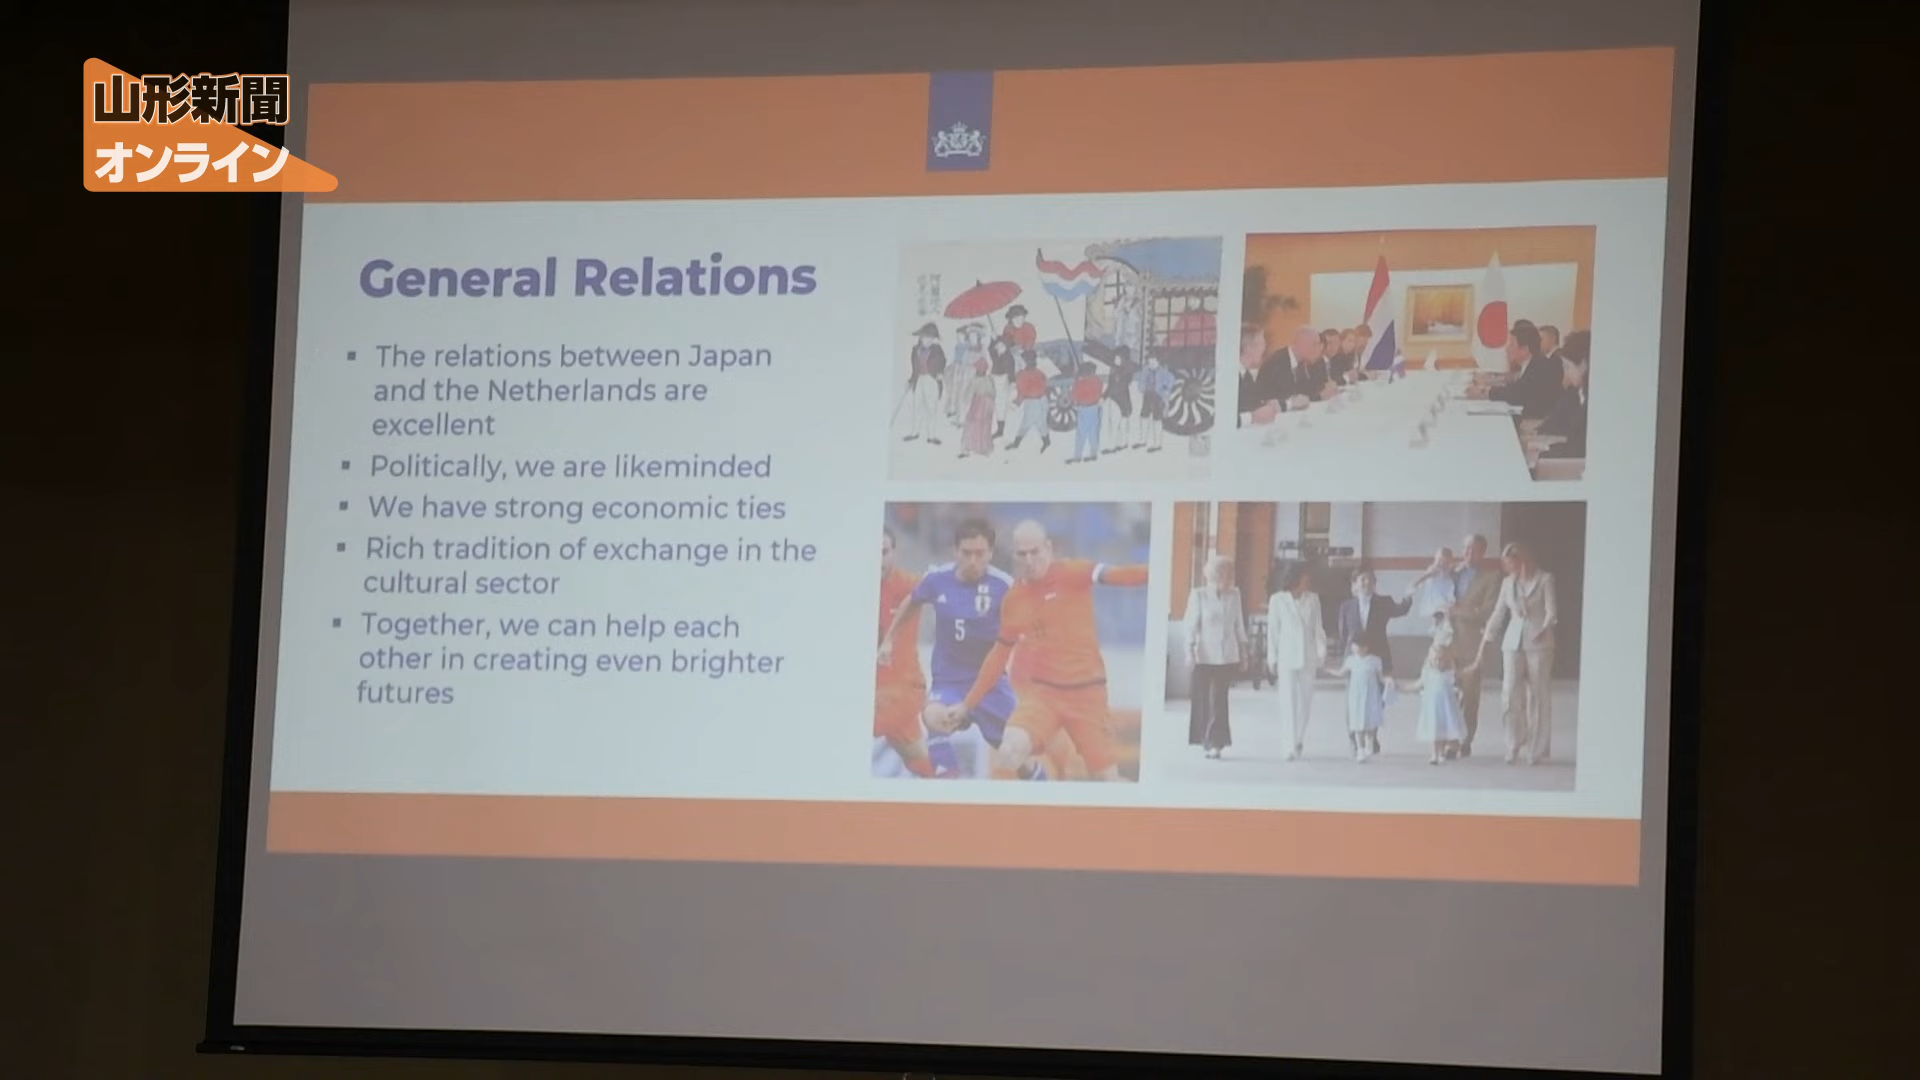 山形新聞
オンライン
General Relations
▪ The relations between Japan
and the Netherlands are
excellent
▪ Politically, we are likeminded
▪ We have strong economic ties
▪ Rich tradition of exchange in the
cultural sector
▪ Together, we can help each
other in creating even brighter
futures
5
11